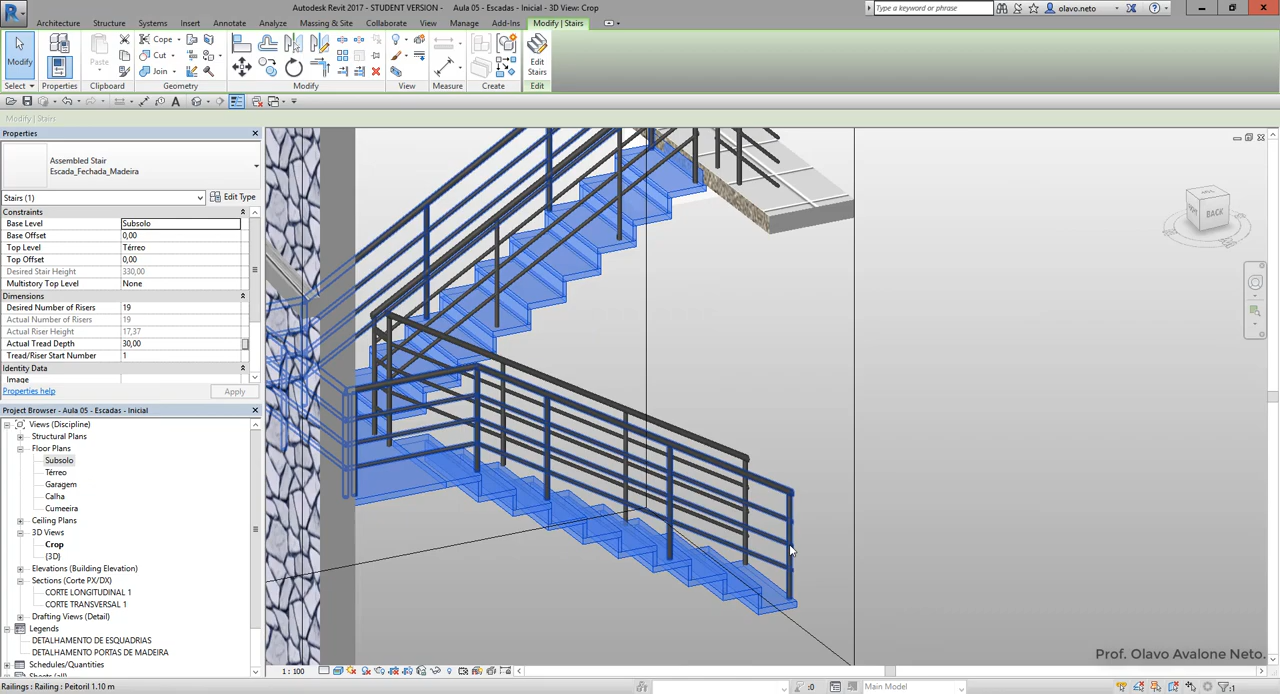 Autodesk Revit 2017 - STUDENT VERSION - Aula 05 - Escadas - Inicial - 3D View: Crop
Type a keyword or phrase
olavo.neto
Architecture Structure Systems Insert Annotate Analyze Massing & Site Collaborate View Manage Add-Ins Modify | Stairs
Modify
Paste
Cope
Cut
Join
Edit
Stairs
Select Properties Clipboard Geometry Modify View Measure Create Edit
Modify | Stairs
Properties
Assembled Stair
Escada_Fechada_Madeira
Stairs (1) Edit Type
Constraints
Base Level Subsolo
Base Offset 0,00
Top Level Térreo
Top Offset 0,00
Desired Stair Height 330,00
Multistory Top Level None
Dimensions
Desired Number of Risers 19
Actual Number of Risers 19
Actual Riser Height 17,37
Actual Tread Depth 30,00
Tread/Riser Start Number 1
Identity Data
Image
Properties help Apply
Project Browser - Aula 05 - Escadas - Inicial
Views (Discipline)
Structural Plans
Floor Plans
Subsolo
Térreo
Garagem
Calha
Cumeeira
Ceiling Plans
3D Views
Crop
{3D}
Elevations (Building Elevation)
Sections (Corte PX/DX)
CORTE LONGITUDINAL 1
CORTE TRANSVERSAL 1
Drafting Views (Detail)
Legends
DETALHAMENTO DE ESQUADRIAS
DETALHAMENTO PORTAS DE MADEIRA
Schedules/Quantities
Sheets (all)
BACK
Prof. Olavo Avalone Neto.
1 : 100
Railings : Railing : Peitoril 1.10 m
:0
Main Model
:1